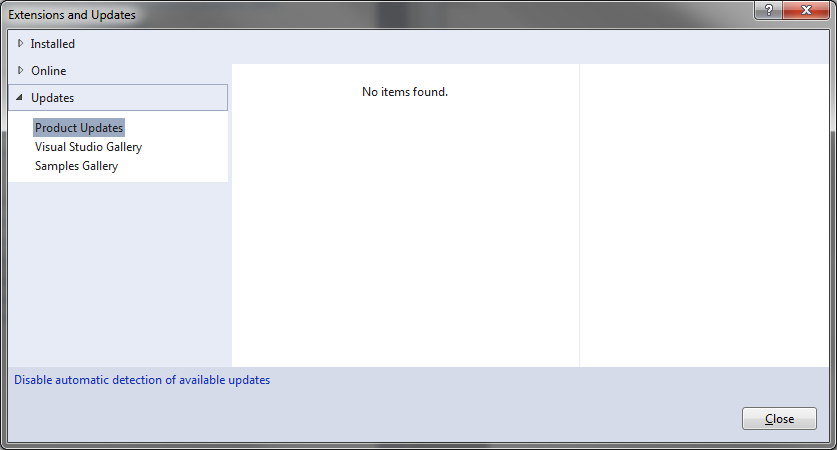 Extensions and Updates
?
Installed
Online
Updates
No items found.
Product Updates
Visual Studio Gallery
Samples Gallery
Disable automatic detection of available updates
Close